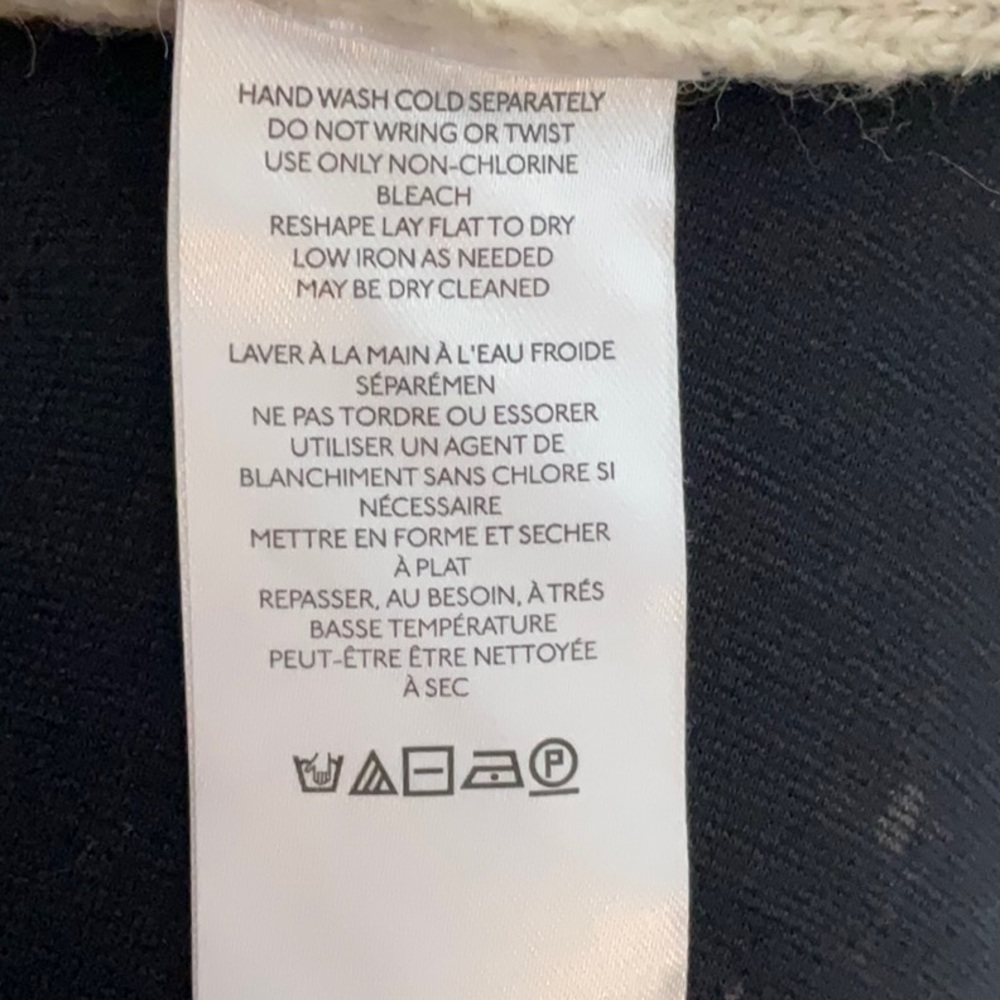 HAND WASH COLD SEPARATELY
DO NOT WRING OR TWIST
USE ONLY NON-CHLORINE
BLEACH
RESHAPE LAY FLAT TO DRY
LOW IRON AS NEEDED
MAY BE DRY CLEANED
LAVER À LA MAIN À L'EAU FROIDE
SÉPARÉMEN
NE PAS TORDRE OU ESSORER
UTILISER UN AGENT DE
BLANCHIMENT SANS CHLORE SI
NÉCESSAIRE
METTRE EN FORME ET SECHER
À PLAT
REPASSER, AU BESOIN, À TRÉS
BASSE TEMPÉRATURE
PEUT-ÊTRE ÊTRE NETTOYÉE
À SEC
P